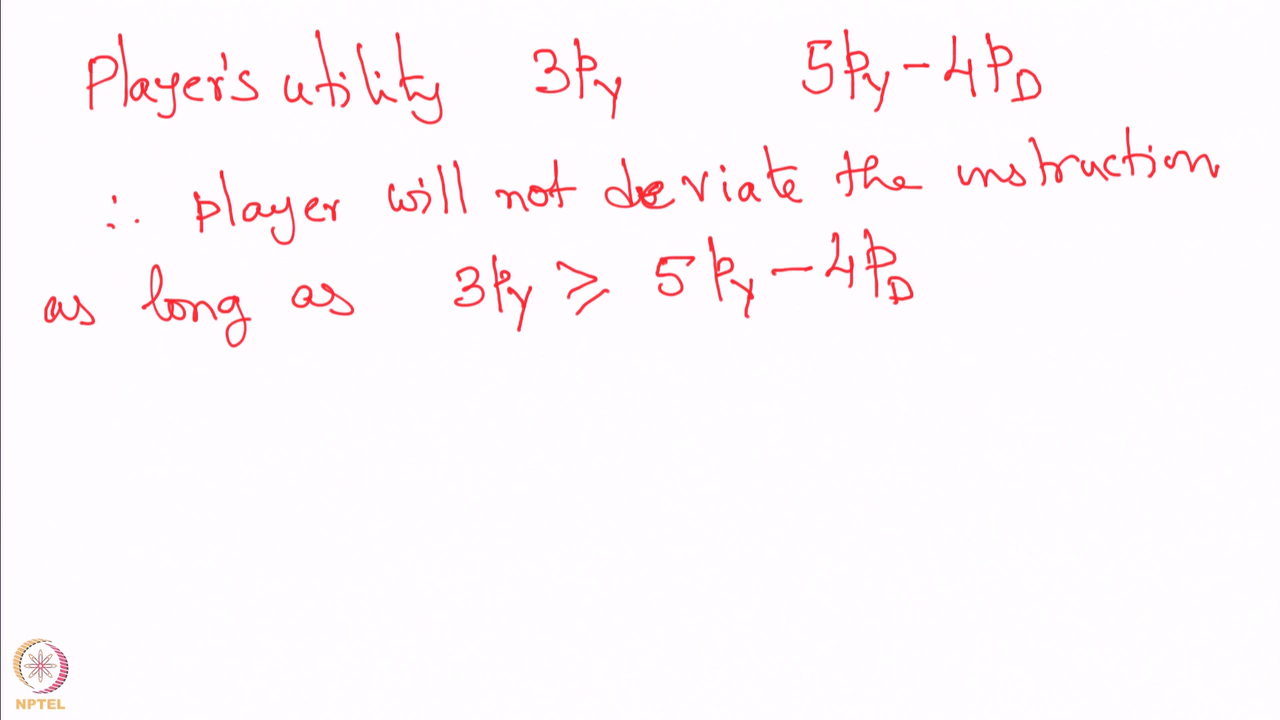 Player's utility 3p_Y 5p_Y - 4p_D
∴ player will not deviate the instruction
as long as 3p_Y ≥ 5p_Y - 4p_D
NPTEL